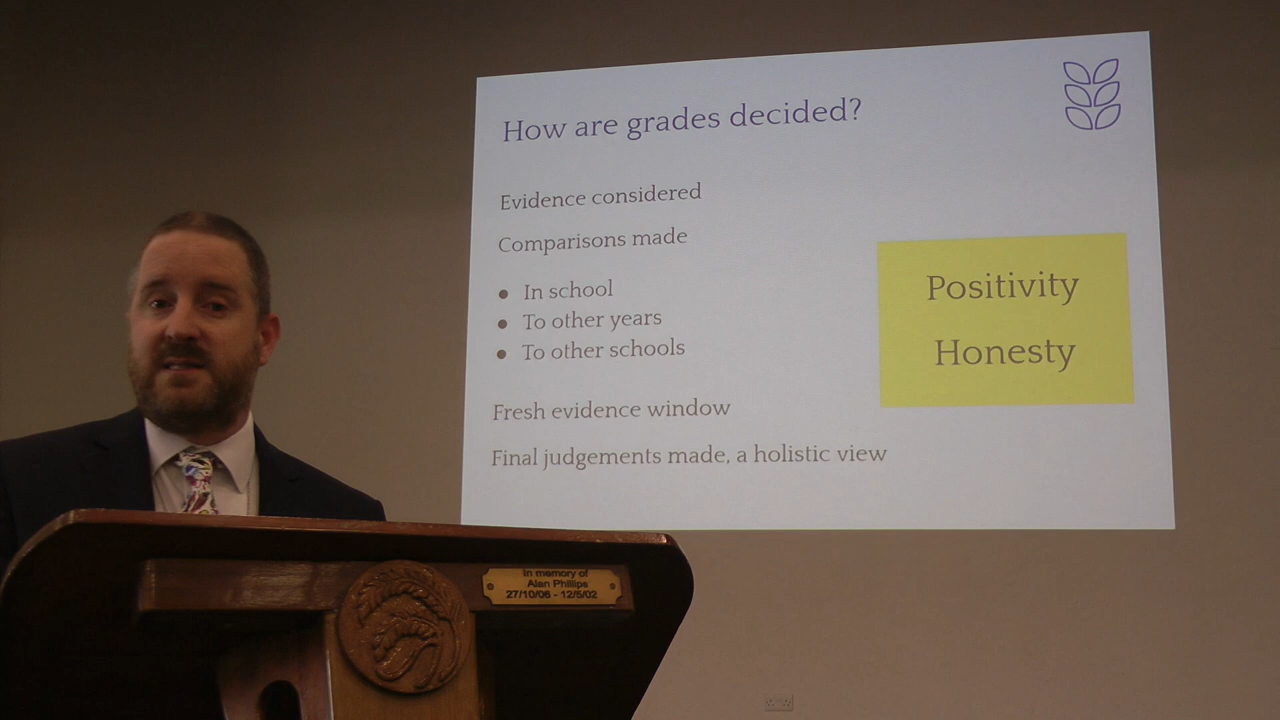 How are grades decided?
Evidence considered
Comparisons made
In school
To other years
To other schools
Fresh evidence window
Final judgements made, a holistic view
Positivity
Honesty
In memory of
Alan Phillips
27/10/06 - 12/5/02